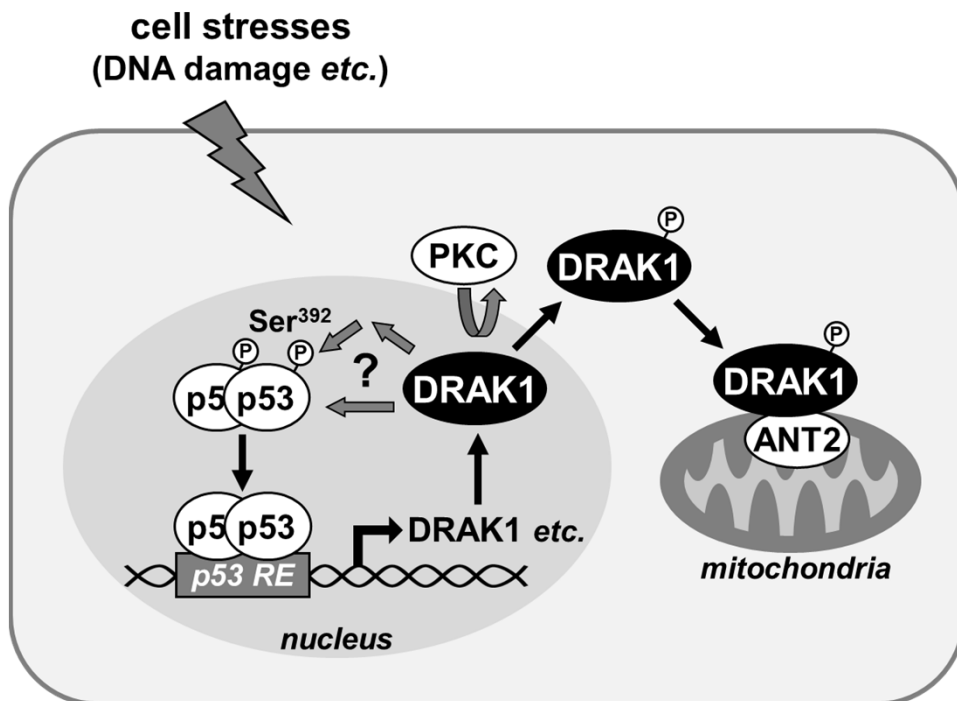 cell stresses
(DNA damage etc.)
PKC
P
DRAK1
Ser392
P
P
?
DRAK1
p5 p53
P
DRAK1
ANT2
p5 p53
DRAK1 etc.
p53 RE
mitochondria
nucleus